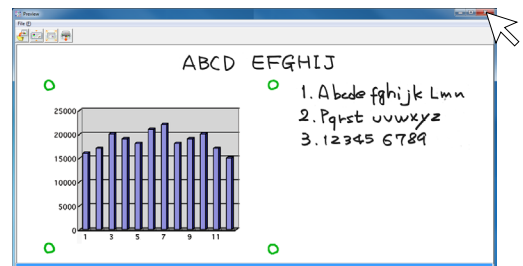 Preview
File (F)
ABCD EFGHIJ
25000
20000
15000
10000
5000
0
1 3 5 7 9 11
1. Abcde fghijk Lmn
2. Pqrst uvwxyz
3. 12345 6789